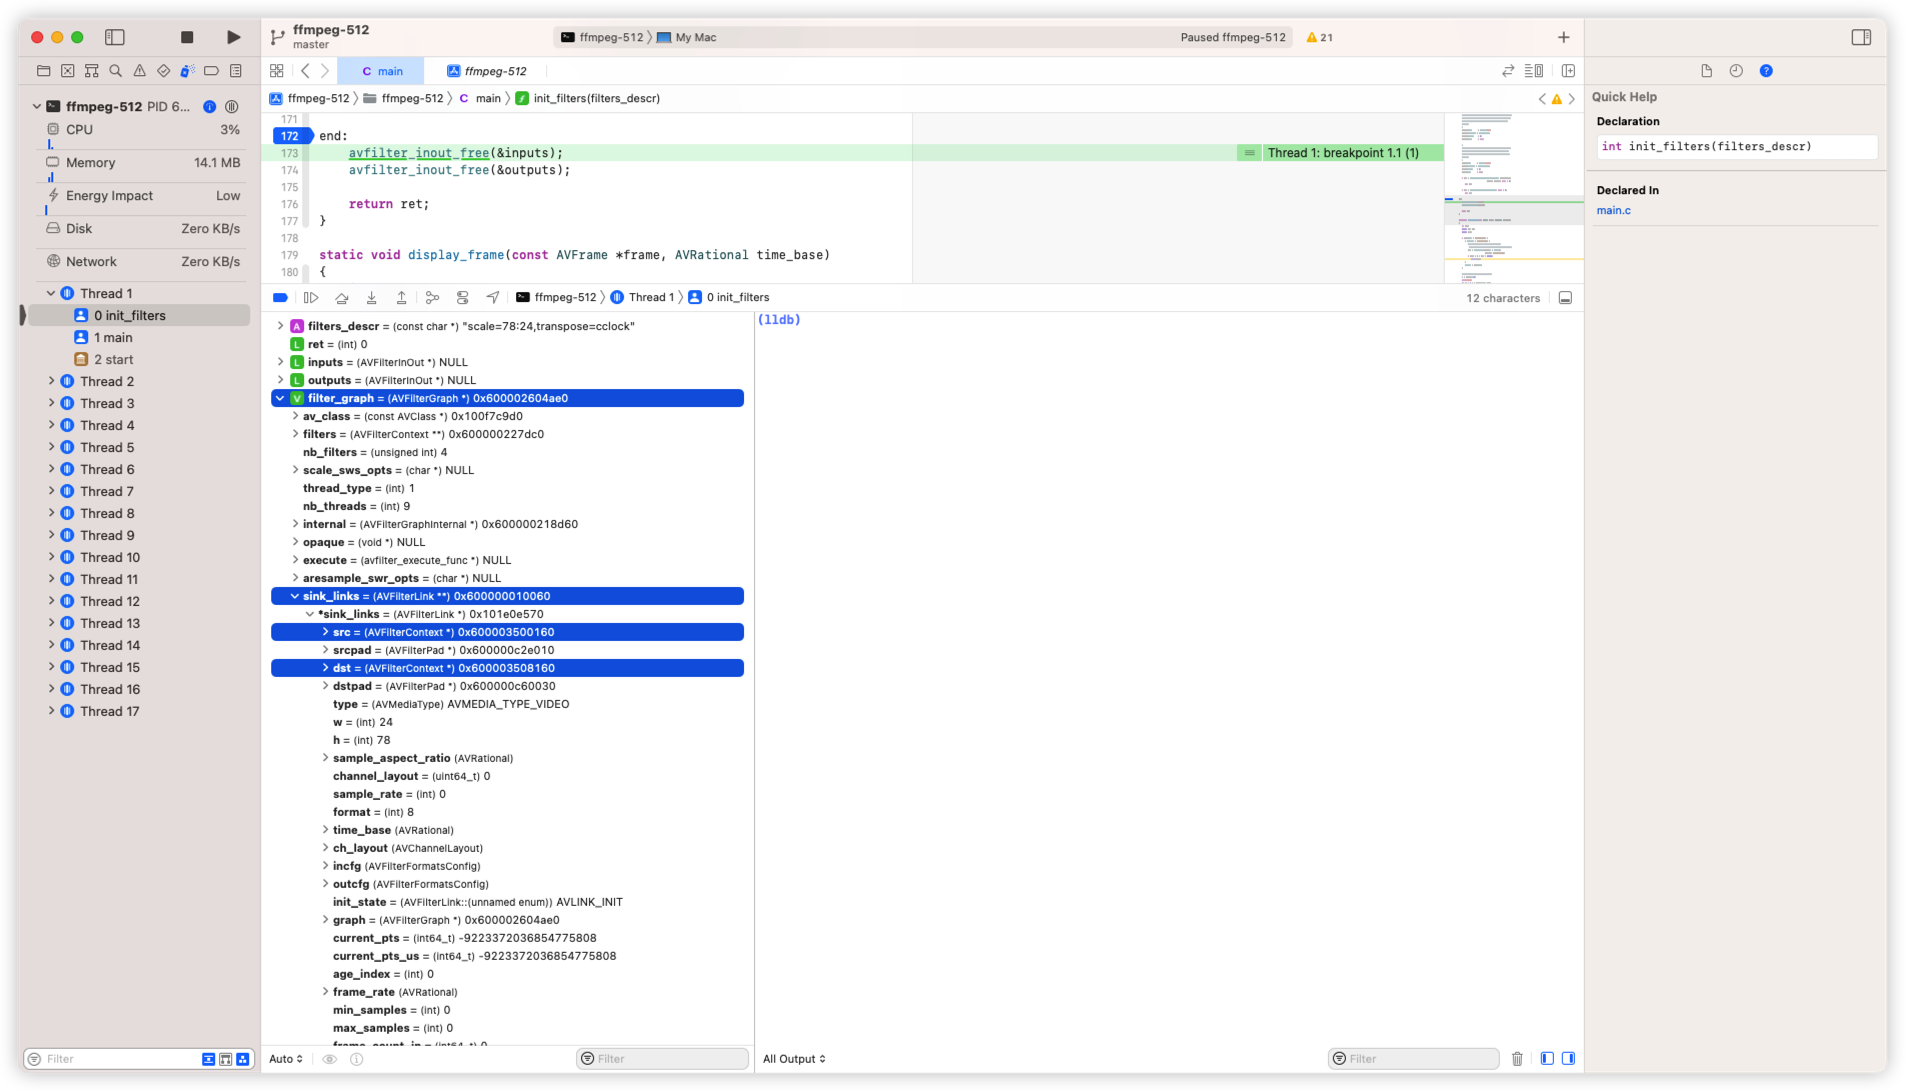 ffmpeg-512
master
ffmpeg-512 My Mac
Paused ffmpeg-512
21
C main
ffmpeg-512
ffmpeg-512 PID 6...
CPU 3%
Memory 14.1 MB
Energy Impact Low
Disk Zero KB/s
Network Zero KB/s
Thread 1
0 init_filters
1 main
2 start
Thread 2
Thread 3
Thread 4
Thread 5
Thread 6
Thread 7
Thread 8
Thread 9
Thread 10
Thread 11
Thread 12
Thread 13
Thread 14
Thread 15
Thread 16
Thread 17
Filter
ffmpeg-512 ffmpeg-512 C main init_filters(filters_descr)
171
172 end:
173 avfilter_inout_free(&inputs);
Thread 1: breakpoint 1.1 (1)
174 avfilter_inout_free(&outputs);
175
176 return ret;
177 }
178
179 static void display_frame(const AVFrame *frame, AVRational time_base)
180 {
ffmpeg-512 Thread 1 0 init_filters
12 characters
A filters_descr = (const char *) "scale=78:24,transpose=cclock"
L ret = (int) 0
L inputs = (AVFilterInOut *) NULL
L outputs = (AVFilterInOut *) NULL
V filter_graph = (AVFilterGraph *) 0x600002604ae0
av_class = (const AVClass *) 0x100f7c9d0
filters = (AVFilterContext **) 0x600000227dc0
nb_filters = (unsigned int) 4
scale_sws_opts = (char *) NULL
thread_type = (int) 1
nb_threads = (int) 9
internal = (AVFilterGraphInternal *) 0x600000218d60
opaque = (void *) NULL
execute = (avfilter_execute_func *) NULL
aresample_swr_opts = (char *) NULL
sink_links = (AVFilterLink **) 0x600000010060
*sink_links = (AVFilterLink *) 0x101e0e570
src = (AVFilterContext *) 0x600003500160
srcpad = (AVFilterPad *) 0x600000c2e010
dst = (AVFilterContext *) 0x600003508160
dstpad = (AVFilterPad *) 0x600000c60030
type = (AVMediaType) AVMEDIA_TYPE_VIDEO
w = (int) 24
h = (int) 78
sample_aspect_ratio (AVRational)
channel_layout = (uint64_t) 0
sample_rate = (int) 0
format = (int) 8
time_base (AVRational)
ch_layout (AVChannelLayout)
incfg (AVFilterFormatsConfig)
outcfg (AVFilterFormatsConfig)
init_state = (AVFilterLink::(unnamed enum)) AVLINK_INIT
graph = (AVFilterGraph *) 0x600002604ae0
current_pts = (int64_t) -9223372036854775808
current_pts_us = (int64_t) -9223372036854775808
age_index = (int) 0
frame_rate (AVRational)
min_samples = (int) 0
max_samples = (int) 0
frame_count_in = (int64_t) 0
Auto
Filter
(lldb)
All Output
Filter
Quick Help
Declaration
int init_filters(filters_descr)
Declared In
main.c